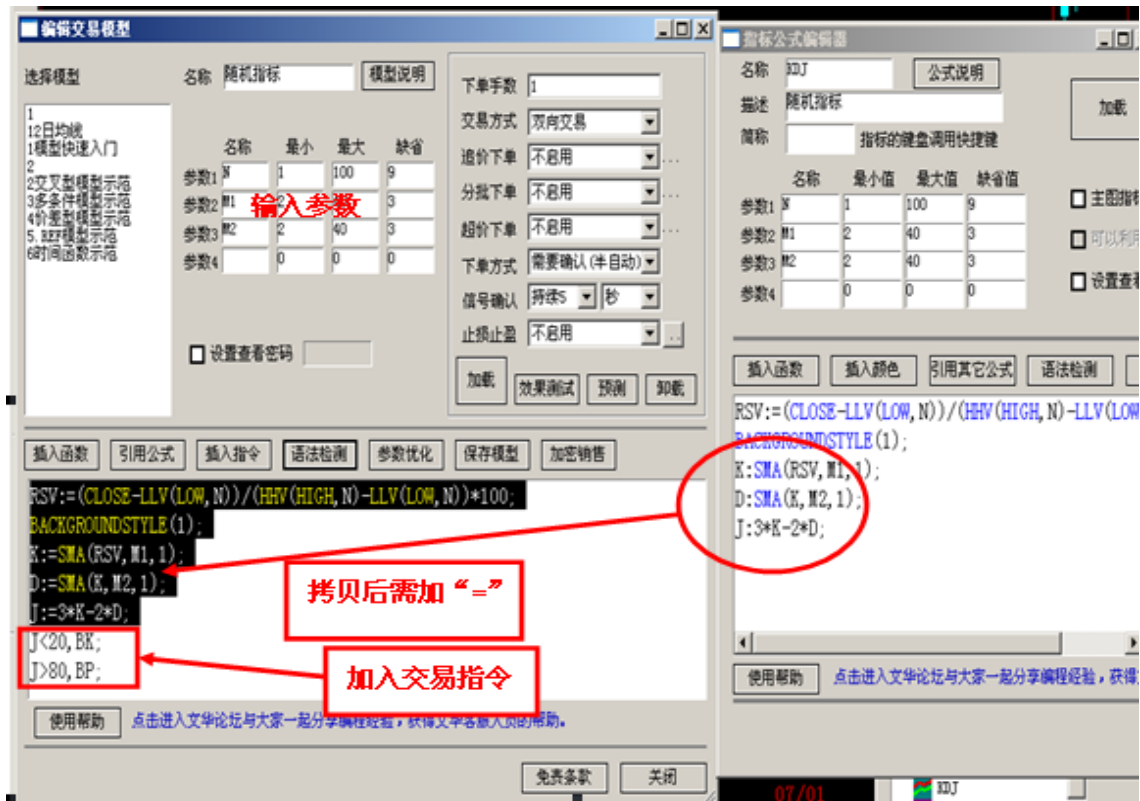 编辑交易模型
选择模型
名称 随机指标 模型说明
1
12日均线
1模型快速入门
2
2交叉型模型示范
3多条件模型示范
4价差型模型示范
5.REF模型示范
6时间函数示范
名称 最小 最大 缺省
参数1 N 1 100 9
参数2 M1 2 3
输入参数
参数3 M2 2 40 3
参数4 0 0 0
设置查看密码
下单手数 1
交易方式 双向交易
追价下单 不启用 ...
分批下单 不启用 ...
超价下单 不启用 ...
下单方式 需要确认(半自动)
信号确认 持续5 秒
止损止盈 不启用 ..
加载 效果测试 预测 卸载
插入函数 引用公式 插入指令 语法检测 参数优化 保存模型 加密销售
RSV:=(CLOSE-LLV(LOW,N))/(HHV(HIGH,N)-LLV(LOW,N))*100;
BACKGROUNDSTYLE(1);
K:=SMA(RSV,M1,1);
D:=SMA(K,M2,1);
J:=3*K-2*D;
J<20,BK;
J>80,BP;
拷贝后需加“=”
加入交易指令
使用帮助 点击进入文华论坛与大家一起分享编程经验，获得文华客服人员的帮助。
免责条款 关闭
指标公式编辑器
名称 KDJ 公式说明
描述 随机指标
简称 指标的键盘调用快捷键
加载
名称 最小值 最大值 缺省值
参数1 N 1 100 9
参数2 M1 2 40 3
参数3 M2 2 40 3
参数4 0 0 0
主图指标
可以利用
设置查看
插入函数 插入颜色 引用其它公式 语法检测
RSV:=(CLOSE-LLV(LOW,N))/(HHV(HIGH,N)-LLV(LOW
BACKGROUNDSTYLE(1);
K:SMA(RSV,M1,1);
D:SMA(K,M2,1);
J:3*K-2*D;
使用帮助 点击进入文华论坛与大家一起分享编程经验，获得
07/01
KDJ